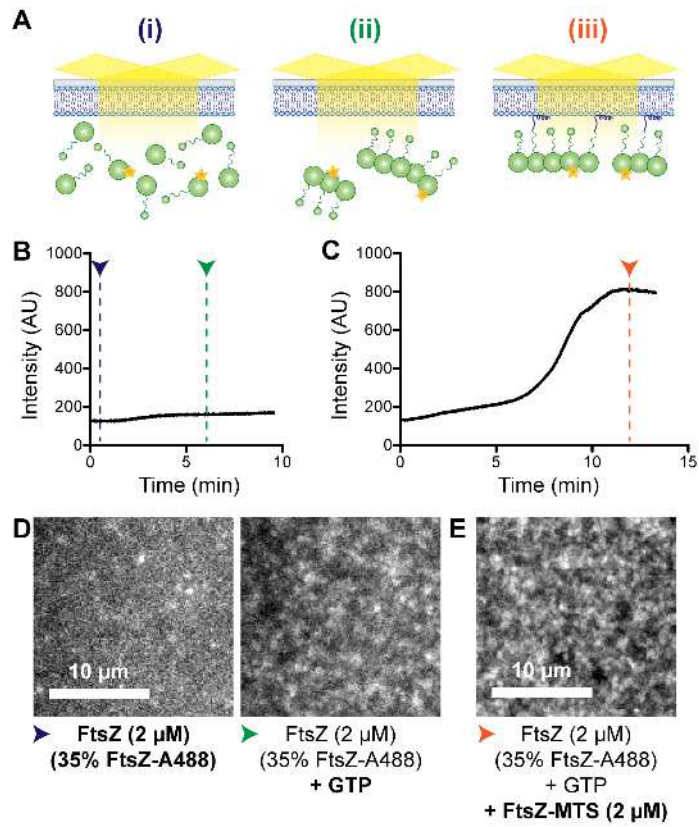 A
(i)
(ii)
(iii)
B
1000
800
600
400
200
0
Intensity (AU)
0
5
10
Time (min)
C
1000
800
600
400
200
0
Intensity (AU)
0
5
10
15
Time (min)
D
10 µm
FtsZ (2 µM)
(35% FtsZ-A488)
FtsZ (2 µM)
(35% FtsZ-A488)
+ GTP
E
10 µm
FtsZ (2 µM)
(35% FtsZ-A488)
+ GTP
+ FtsZ-MTS (2 µM)